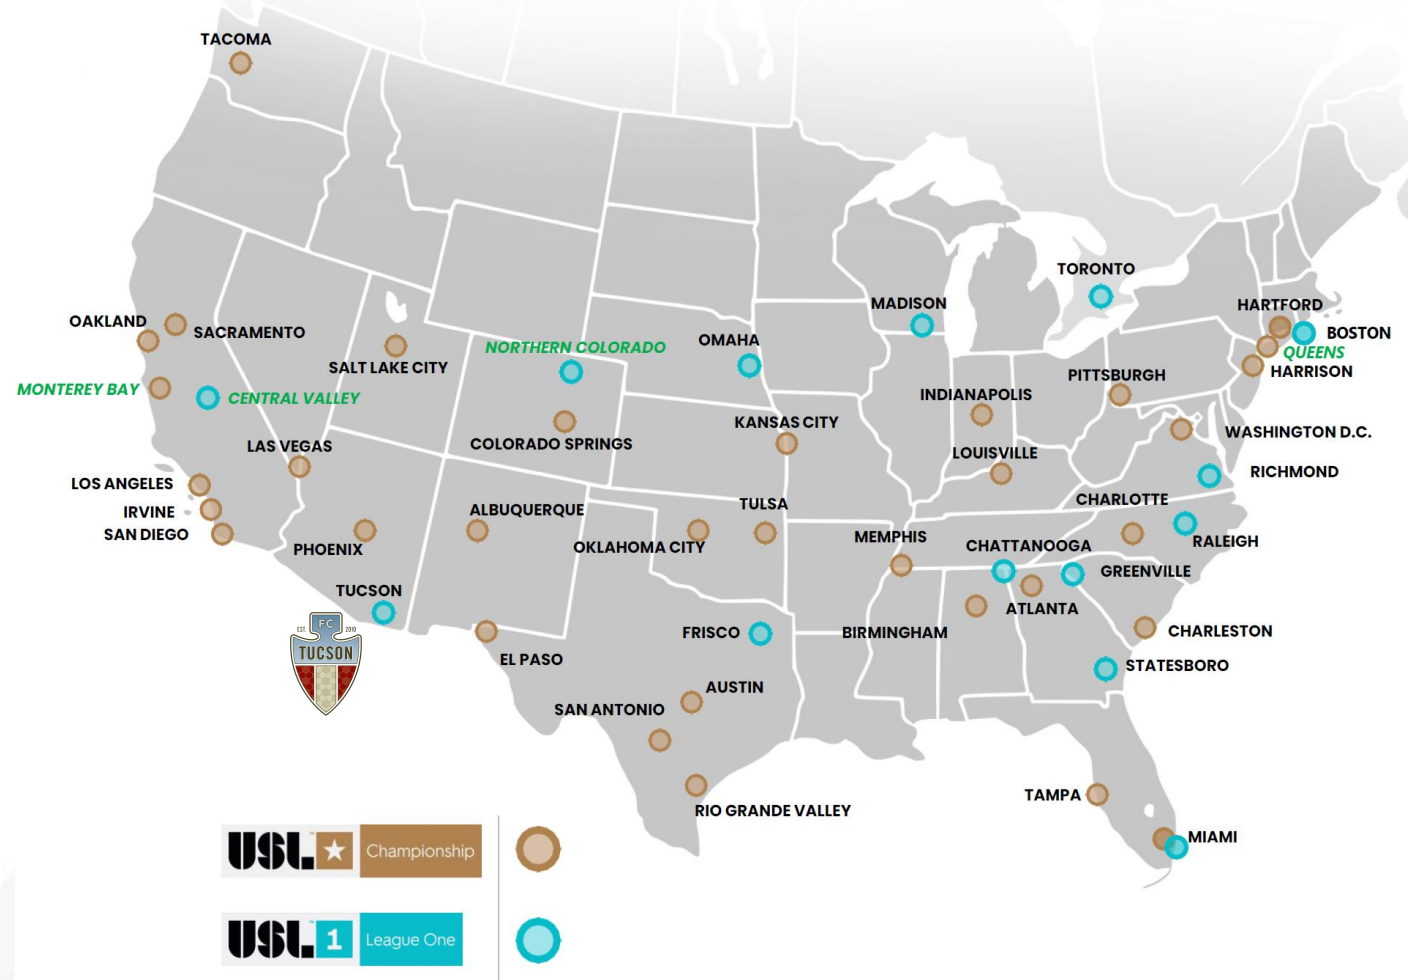 TACOMA
TORONTO
MADISON
HARTFORD
OAKLAND
SACRAMENTO
BOSTON
OMAHA
NORTHERN COLORADO
QUEENS
SALT LAKE CITY
HARRISON
PITTSBURGH
MONTEREY BAY
CENTRAL VALLEY
INDIANAPOLIS
KANSAS CITY
WASHINGTON D.C.
COLORADO SPRINGS
LAS VEGAS
LOUISVILLE
RICHMOND
LOS ANGELES
CHARLOTTE
TULSA
ALBUQUERQUE
IRVINE
SAN DIEGO
MEMPHIS
RALEIGH
CHATTANOOGA
OKLAHOMA CITY
PHOENIX
GREENVILLE
TUCSON
ATLANTA
EST. FC 2010
TUCSON
FRISCO
BIRMINGHAM
CHARLESTON
EL PASO
STATESBORO
AUSTIN
SAN ANTONIO
TAMPA
RIO GRANDE VALLEY
MIAMI
USL Championship
USL 1 League One